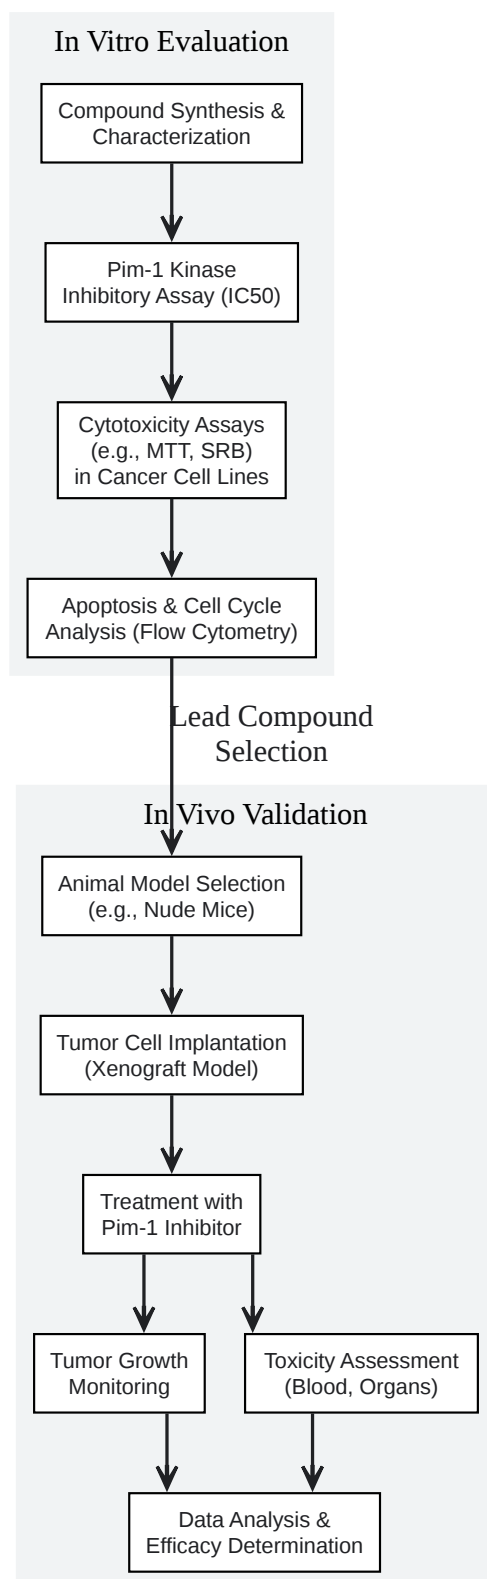 In Vitro Evaluation
Compound Synthesis &
Characterization
Pim-1 Kinase
Inhibitory Assay (IC50)
Cytotoxicity Assays
(e.g., MTT, SRB)
in Cancer Cell Lines
Apoptosis & Cell Cycle
Analysis (Flow Cytometry)
Lead Compound
Selection
In Vivo Validation
Animal Model Selection
(e.g., Nude Mice)
Tumor Cell Implantation
(Xenograft Model)
Treatment with
Pim-1 Inhibitor
Tumor Growth
Monitoring
Toxicity Assessment
(Blood, Organs)
Data Analysis &
Efficacy Determination